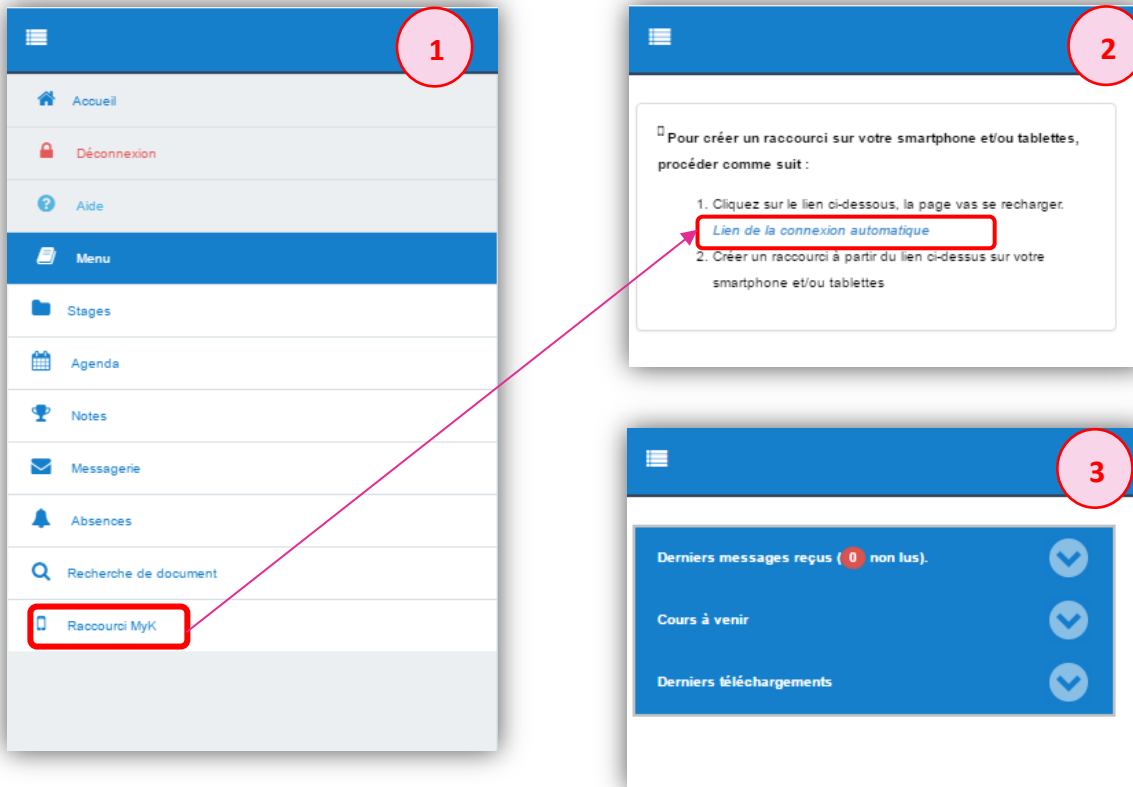 1
Accueil
Déconnexion
Aide
Menu
Stages
Agenda
Notes
Messagerie
Absences
Recherche de document
Raccourci MyK
2
Pour créer un raccourci sur votre smartphone et/ou tablettes,
procéder comme suit :
1. Cliquez sur le lien ci-dessous, la page vas se recharger.
Lien de la connexion automatique
2. Créer un raccourci à partir du lien ci-dessus sur votre
smartphone et/ou tablettes
3
Derniers messages reçus ( 0 non lus).
Cours à venir
Derniers téléchargements